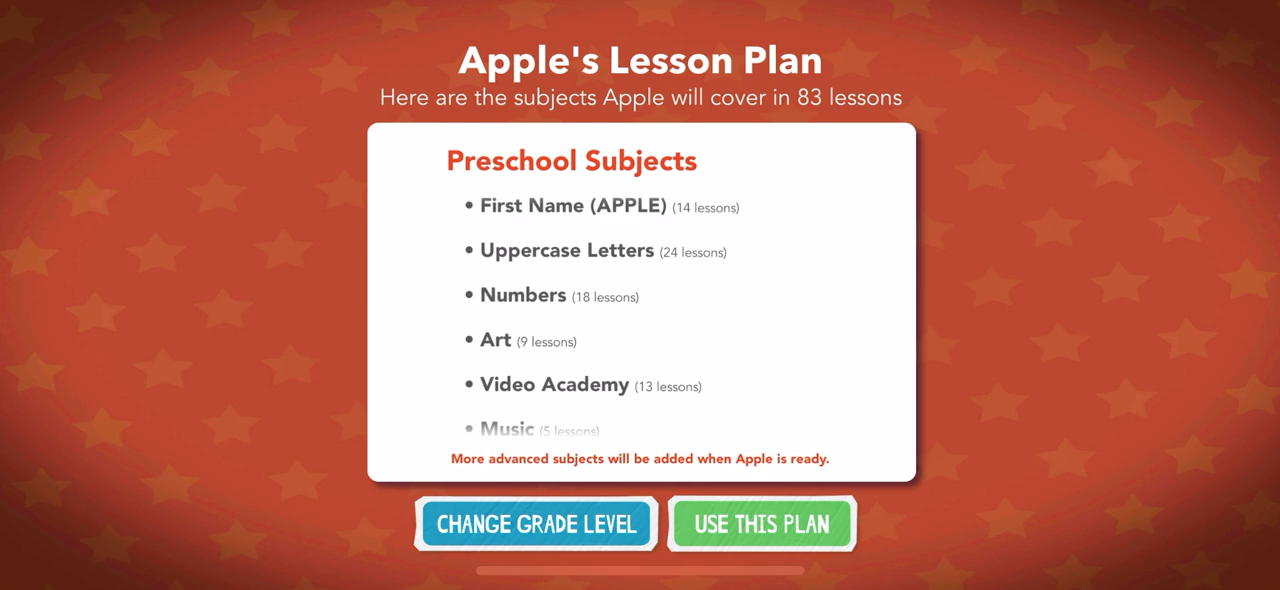 Apple's Lesson Plan
Here are the subjects Apple will cover in 83 lessons
Preschool Subjects
• First Name (APPLE) (14 lessons)
• Uppercase Letters (24 lessons)
• Numbers (18 lessons)
• Art (9 lessons)
• Video Academy (13 lessons)
• Music (5 lessons)
More advanced subjects will be added when Apple is ready.
CHANGE GRADE LEVEL USE THIS PLAN